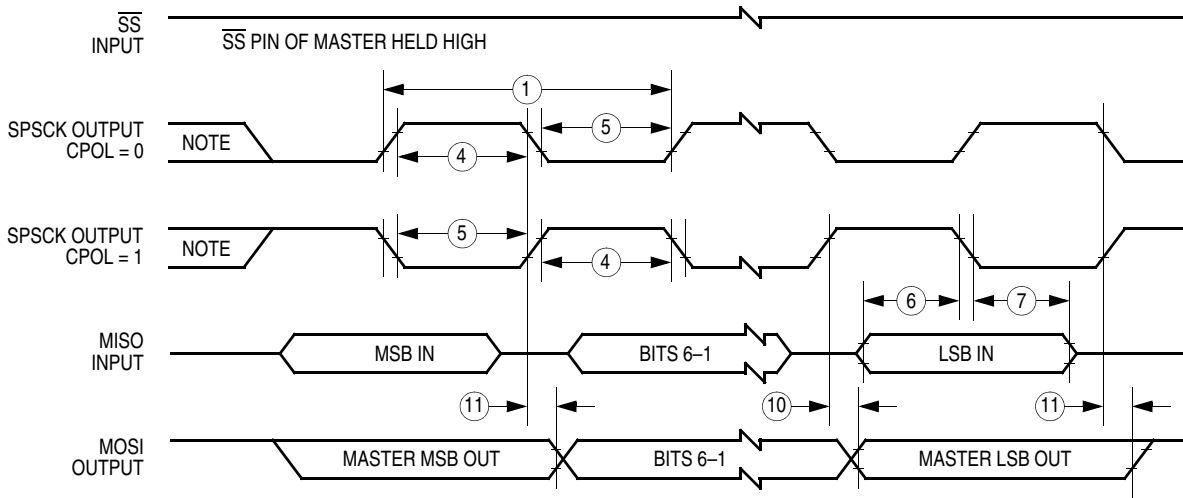 SS
INPUT
SS PIN OF MASTER HELD HIGH
1
SPSCK OUTPUT
CPOL = 0
NOTE
4
5
SPSCK OUTPUT
CPOL = 1
NOTE
5
4
6
7
MISO
INPUT
MSB IN
BITS 6–1
LSB IN
11
10
11
MOSI
OUTPUT
MASTER MSB OUT
BITS 6–1
MASTER LSB OUT